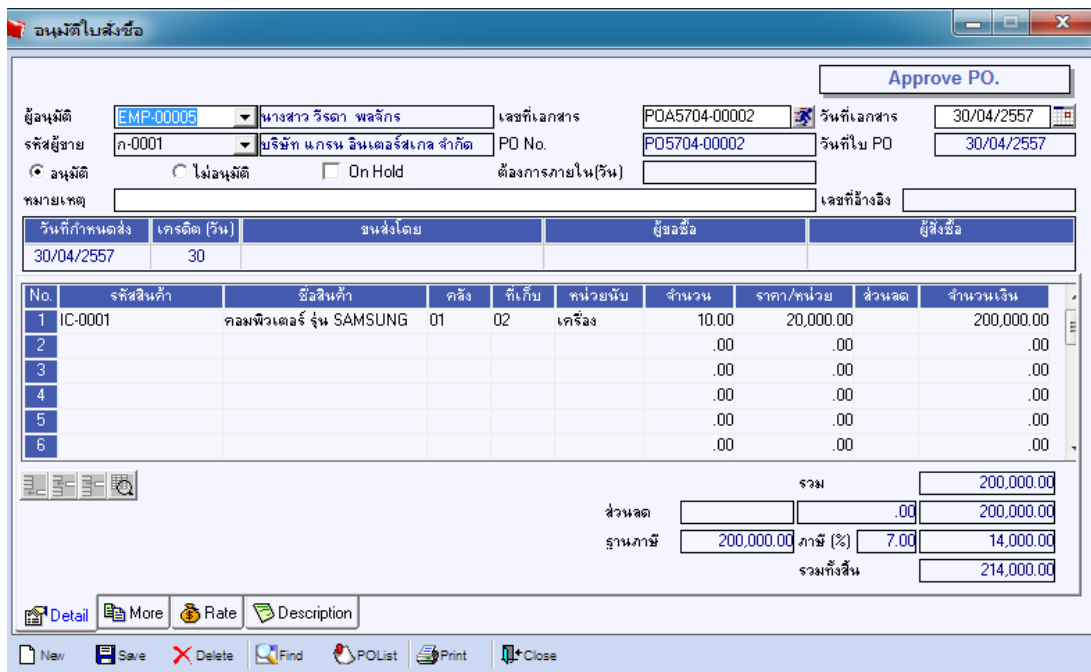 อนุมัติใบสั่งซื้อ
Approve PO.
ผู้อนุมัติ EMP-00005 นางสาว วีรดา พลจักร เลขที่เอกสาร POA5704-00002 วันที่เอกสาร 30/04/2557
รหัสผู้ขาย ก-0001 บริษัท แกรน อินเตอร์สเกล จำกัด PO No. PO5704-00002 วันที่ใบ PO 30/04/2557
อนุมัติ ไม่อนุมัติ On Hold ต้องการภายใน(วัน)
หมายเหตุ เลขที่อ้างอิง
วันที่กำหนดส่ง เครดิต (วัน) ขนส่งโดย ผู้ขอซื้อ ผู้สั่งซื้อ
30/04/2557 30
No. รหัสสินค้า ชื่อสินค้า คลัง ที่เก็บ หน่วยนับ จำนวน ราคา/หน่วย ส่วนลด จำนวนเงิน
1 IC-0001 คอมพิวเตอร์ รุ่น SAMSUNG 01 02 เครื่อง 10.00 20,000.00 200,000.00
2 .00 .00 .00
3 .00 .00 .00
4 .00 .00 .00
5 .00 .00 .00
6 .00 .00 .00
รวม 200,000.00
ส่วนลด .00 200,000.00
ฐานภาษี 200,000.00 ภาษี (%) 7.00 14,000.00
รวมทั้งสิ้น 214,000.00
Detail More Rate Description
New Save Delete Find POList Print Close